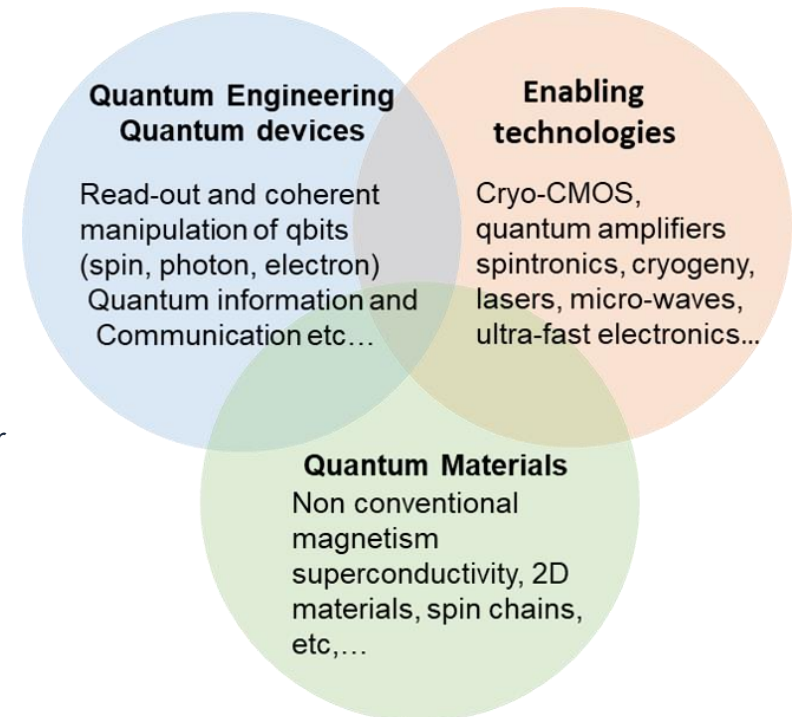 Quantum Engineering
Quantum devices
Read-out and coherent
manipulation of qbits
(spin, photon, electron)
Quantum information and
Communication etc…
Enabling
technologies
Cryo-CMOS,
quantum amplifiers
spintronics, cryogeny,
lasers, micro-waves,
ultra-fast electronics...
r
Quantum Materials
Non conventional
magnetism
superconductivity, 2D
materials, spin chains,
etc,…